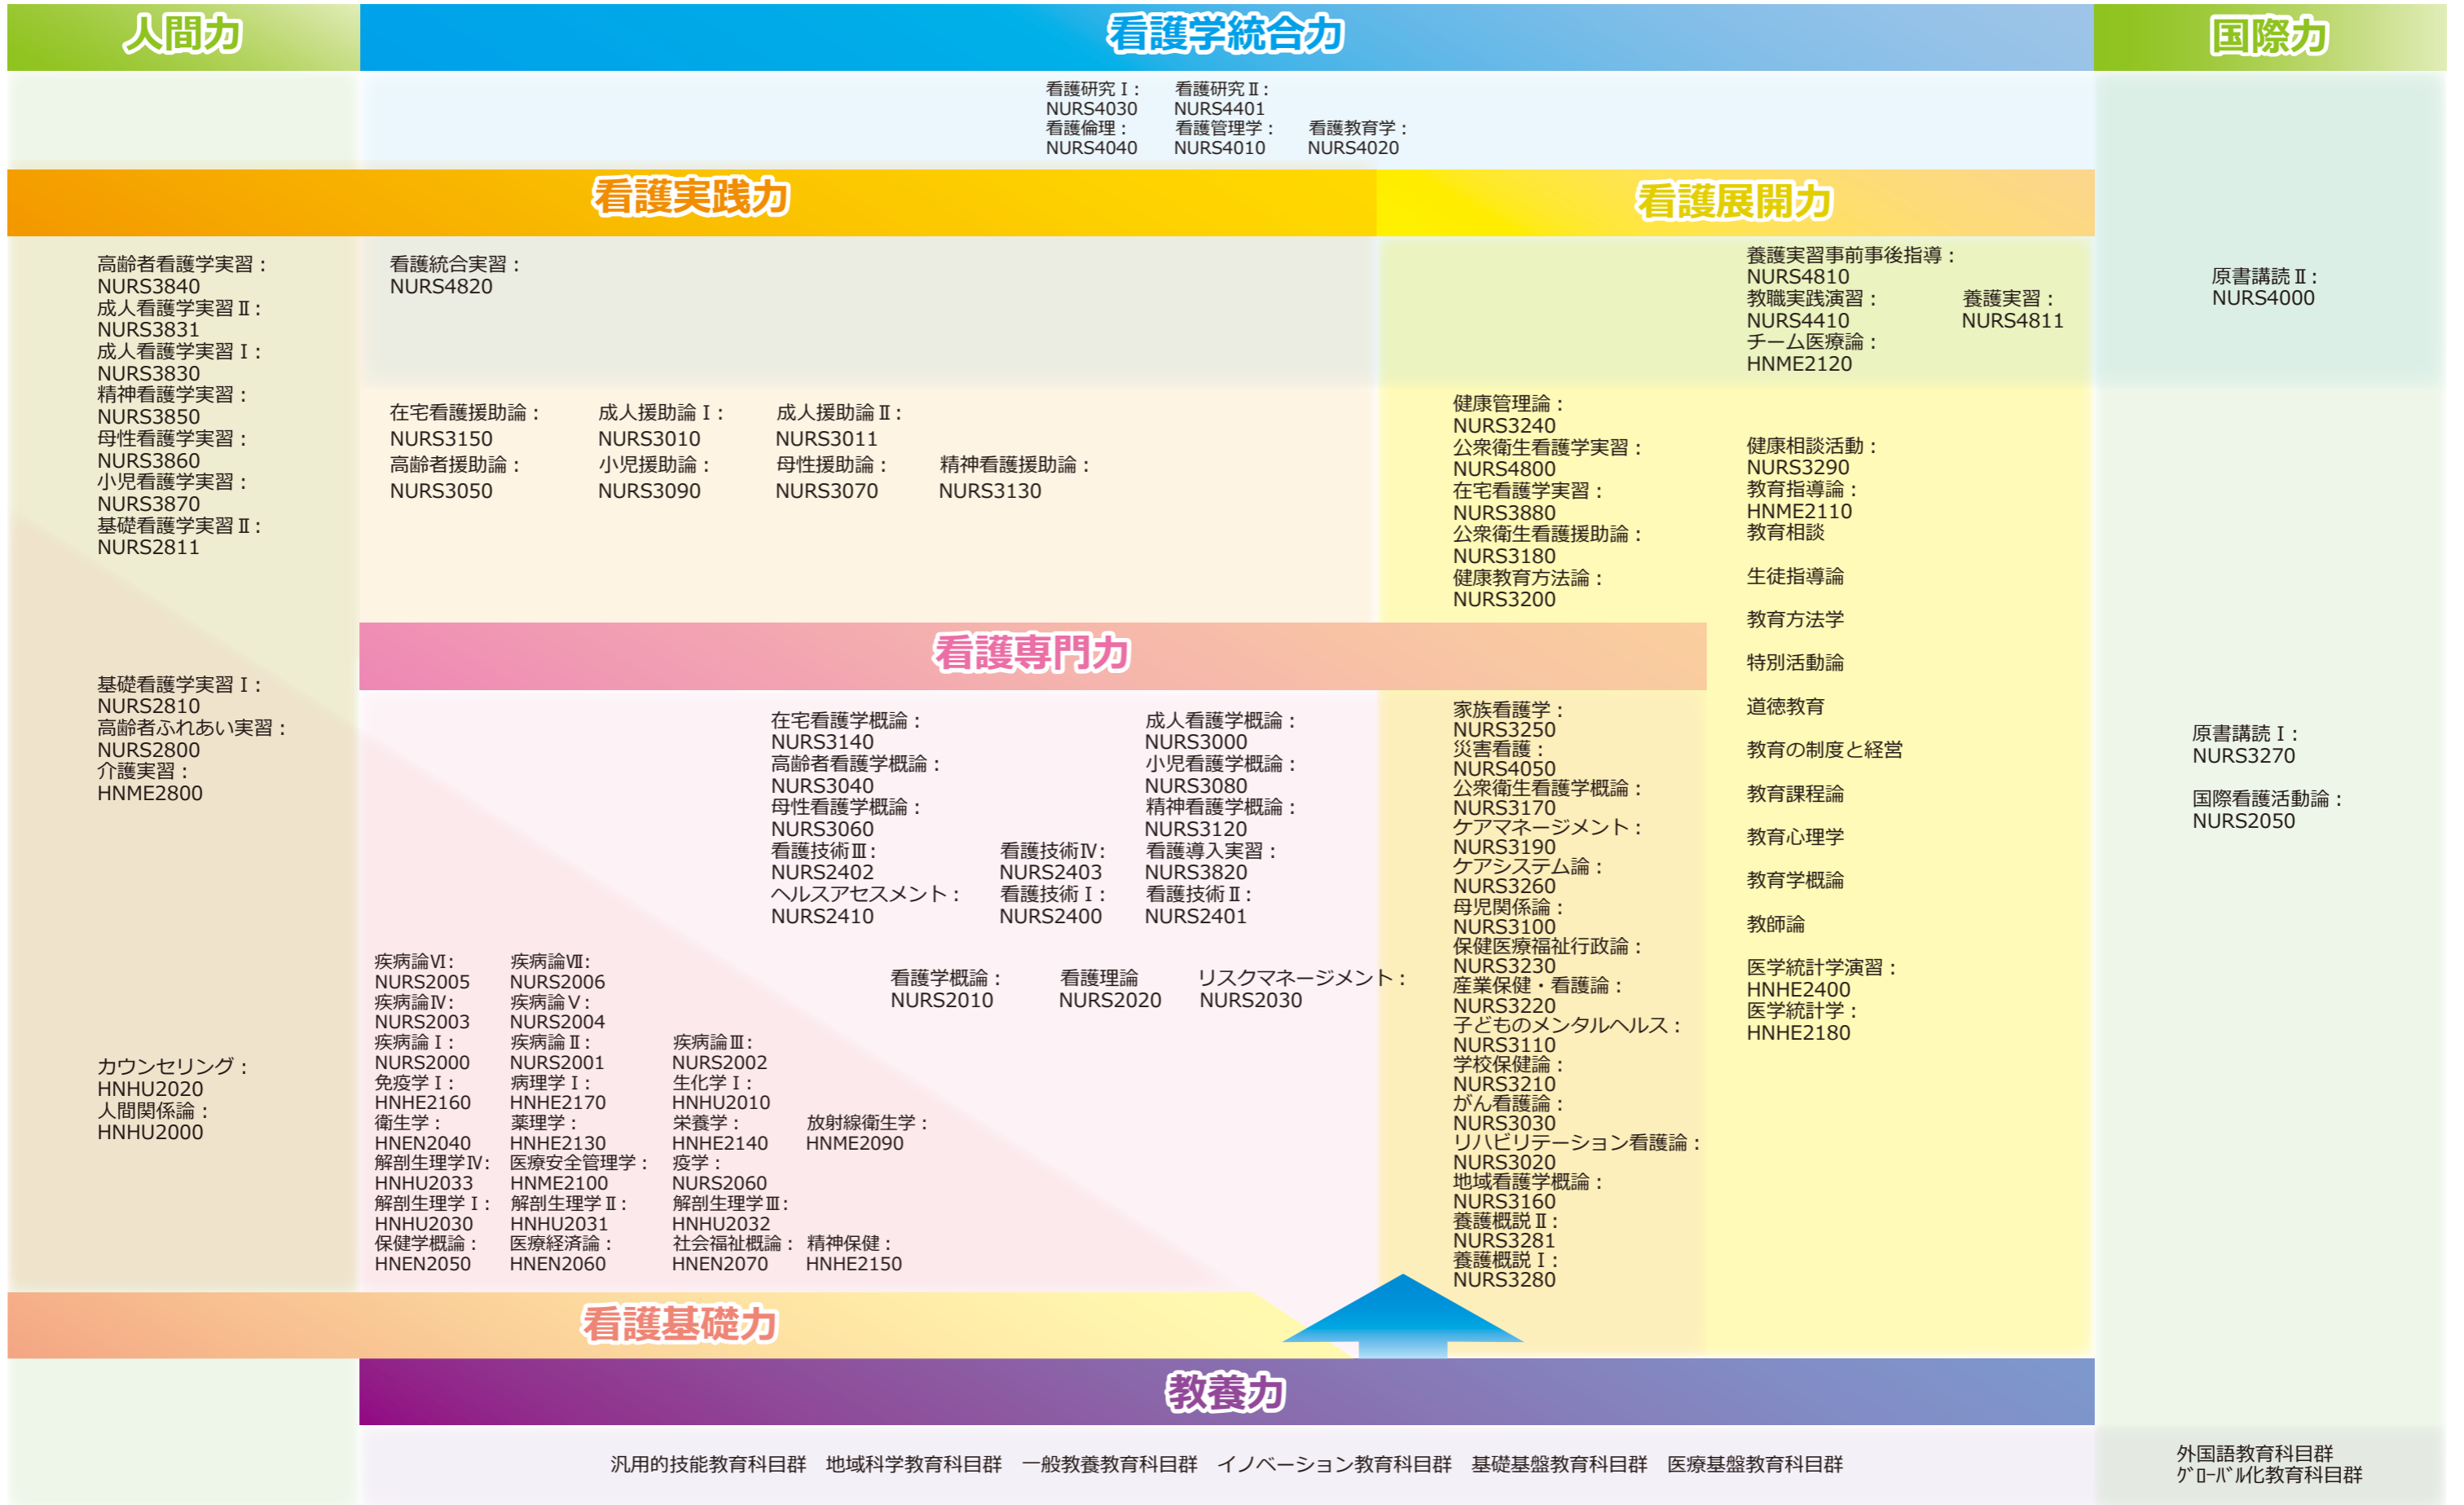 人間力
看護学統合力
国際力
看護研究Ⅰ： 看護研究Ⅱ：
NURS4030 NURS4401
看護倫理： 看護管理学： 看護教育学：
NURS4040 NURS4010 NURS4020
看護実践力
看護展開力
高齢者看護学実習：
NURS3840
成人看護学実習Ⅱ：
NURS3831
成人看護学実習Ⅰ：
NURS3830
精神看護学実習：
NURS3850
母性看護学実習：
NURS3860
小児看護学実習：
NURS3870
基礎看護学実習Ⅱ：
NURS2811
基礎看護学実習Ⅰ：
NURS2810
高齢者ふれあい実習：
NURS2800
介護実習：
HNME2800
カウンセリング：
HNHU2020
人間関係論：
HNHU2000
看護統合実習：
NURS4820
在宅看護援助論： 成人援助論Ⅰ： 成人援助論Ⅱ：
NURS3150 NURS3010 NURS3011
高齢者援助論： 小児援助論： 母性援助論： 精神看護援助論：
NURS3050 NURS3090 NURS3070 NURS3130
看護専門力
在宅看護学概論： 成人看護学概論：
NURS3140 NURS3000
高齢者看護学概論： 小児看護学概論：
NURS3040 NURS3080
母性看護学概論： 精神看護学概論：
NURS3060 NURS3120
看護技術Ⅲ： 看護技術Ⅳ： 看護導入実習：
NURS2402 NURS2403 NURS3820
ヘルスアセスメント： 看護技術Ⅰ： 看護技術Ⅱ：
NURS2410 NURS2400 NURS2401
看護学概論： 看護理論 リスクマネージメント：
NURS2010 NURS2020 NURS2030
疾病論Ⅵ： 疾病論Ⅶ：
NURS2005 NURS2006
疾病論Ⅳ： 疾病論Ⅴ：
NURS2003 NURS2004
疾病論Ⅰ： 疾病論Ⅱ： 疾病論Ⅲ：
NURS2000 NURS2001 NURS2002
免疫学Ⅰ： 病理学Ⅰ： 生化学Ⅰ：
HNHE2160 HNHE2170 HNHU2010
衛生学： 薬理学： 栄養学： 放射線衛生学：
HNEN2040 HNHE2130 HNHE2140 HNME2090
解剖生理学Ⅳ： 医療安全管理学： 疫学：
HNHU2033 HNME2100 NURS2060
解剖生理学Ⅰ： 解剖生理学Ⅱ： 解剖生理学Ⅲ：
HNHU2030 HNHU2031 HNHU2032
保健学概論： 医療経済論： 社会福祉概論： 精神保健：
HNEN2050 HNEN2060 HNEN2070 HNHE2150
健康管理論：
NURS3240
公衆衛生看護学実習：
NURS4800
在宅看護学実習：
NURS3880
公衆衛生看護援助論：
NURS3180
健康教育方法論：
NURS3200
家族看護学：
NURS3250
災害看護：
NURS4050
公衆衛生看護学概論：
NURS3170
ケアマネージメント：
NURS3190
ケアシステム論：
NURS3260
母児関係論：
NURS3100
保健医療福祉行政論：
NURS3230
産業保健・看護論：
NURS3220
子どものメンタルヘルス：
NURS3110
学校保健論：
NURS3210
がん看護論：
NURS3030
リハビリテーション看護論：
NURS3020
地域看護学概論：
NURS3160
養護概説Ⅱ：
NURS3281
養護概説Ⅰ：
NURS3280
養護実習事前事後指導：
NURS4810
教職実践演習： 養護実習：
NURS4410 NURS4811
チーム医療論：
HNME2120
健康相談活動：
NURS3290
教育指導論：
HNME2110
教育相談
生徒指導論
教育方法学
特別活動論
道徳教育
教育の制度と経営
教育課程論
教育心理学
教育学概論
教師論
医学統計学演習：
HNHE2400
医学統計学：
HNHE2180
原書講読Ⅱ：
NURS4000
原書講読Ⅰ：
NURS3270
国際看護活動論：
NURS2050
看護基礎力
教養力
汎用的技能教育科目群 地域科学教育科目群 一般教養教育科目群 イノベーション教育科目群 基礎基盤教育科目群 医療基盤教育科目群
外国語教育科目群
ｸﾞﾛｰﾊﾞﾙ化教育科目群